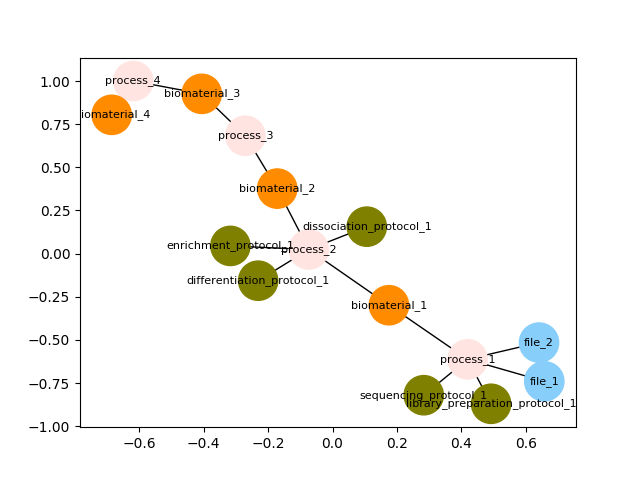 process_4
biomaterial_3
iomaterial_4
process_3
biomaterial_2
dissociation_protocol_1
enrichment_protocol_1
process_2
differentiation_protocol_1
biomaterial_1
file_2
process_1
file_1
sequencing_protocol_1
library_preparation_protocol_1
1.00
0.75
0.50
0.25
0.00
−0.25
−0.50
−0.75
−1.00
−0.6 −0.4 −0.2 0.0 0.2 0.4 0.6